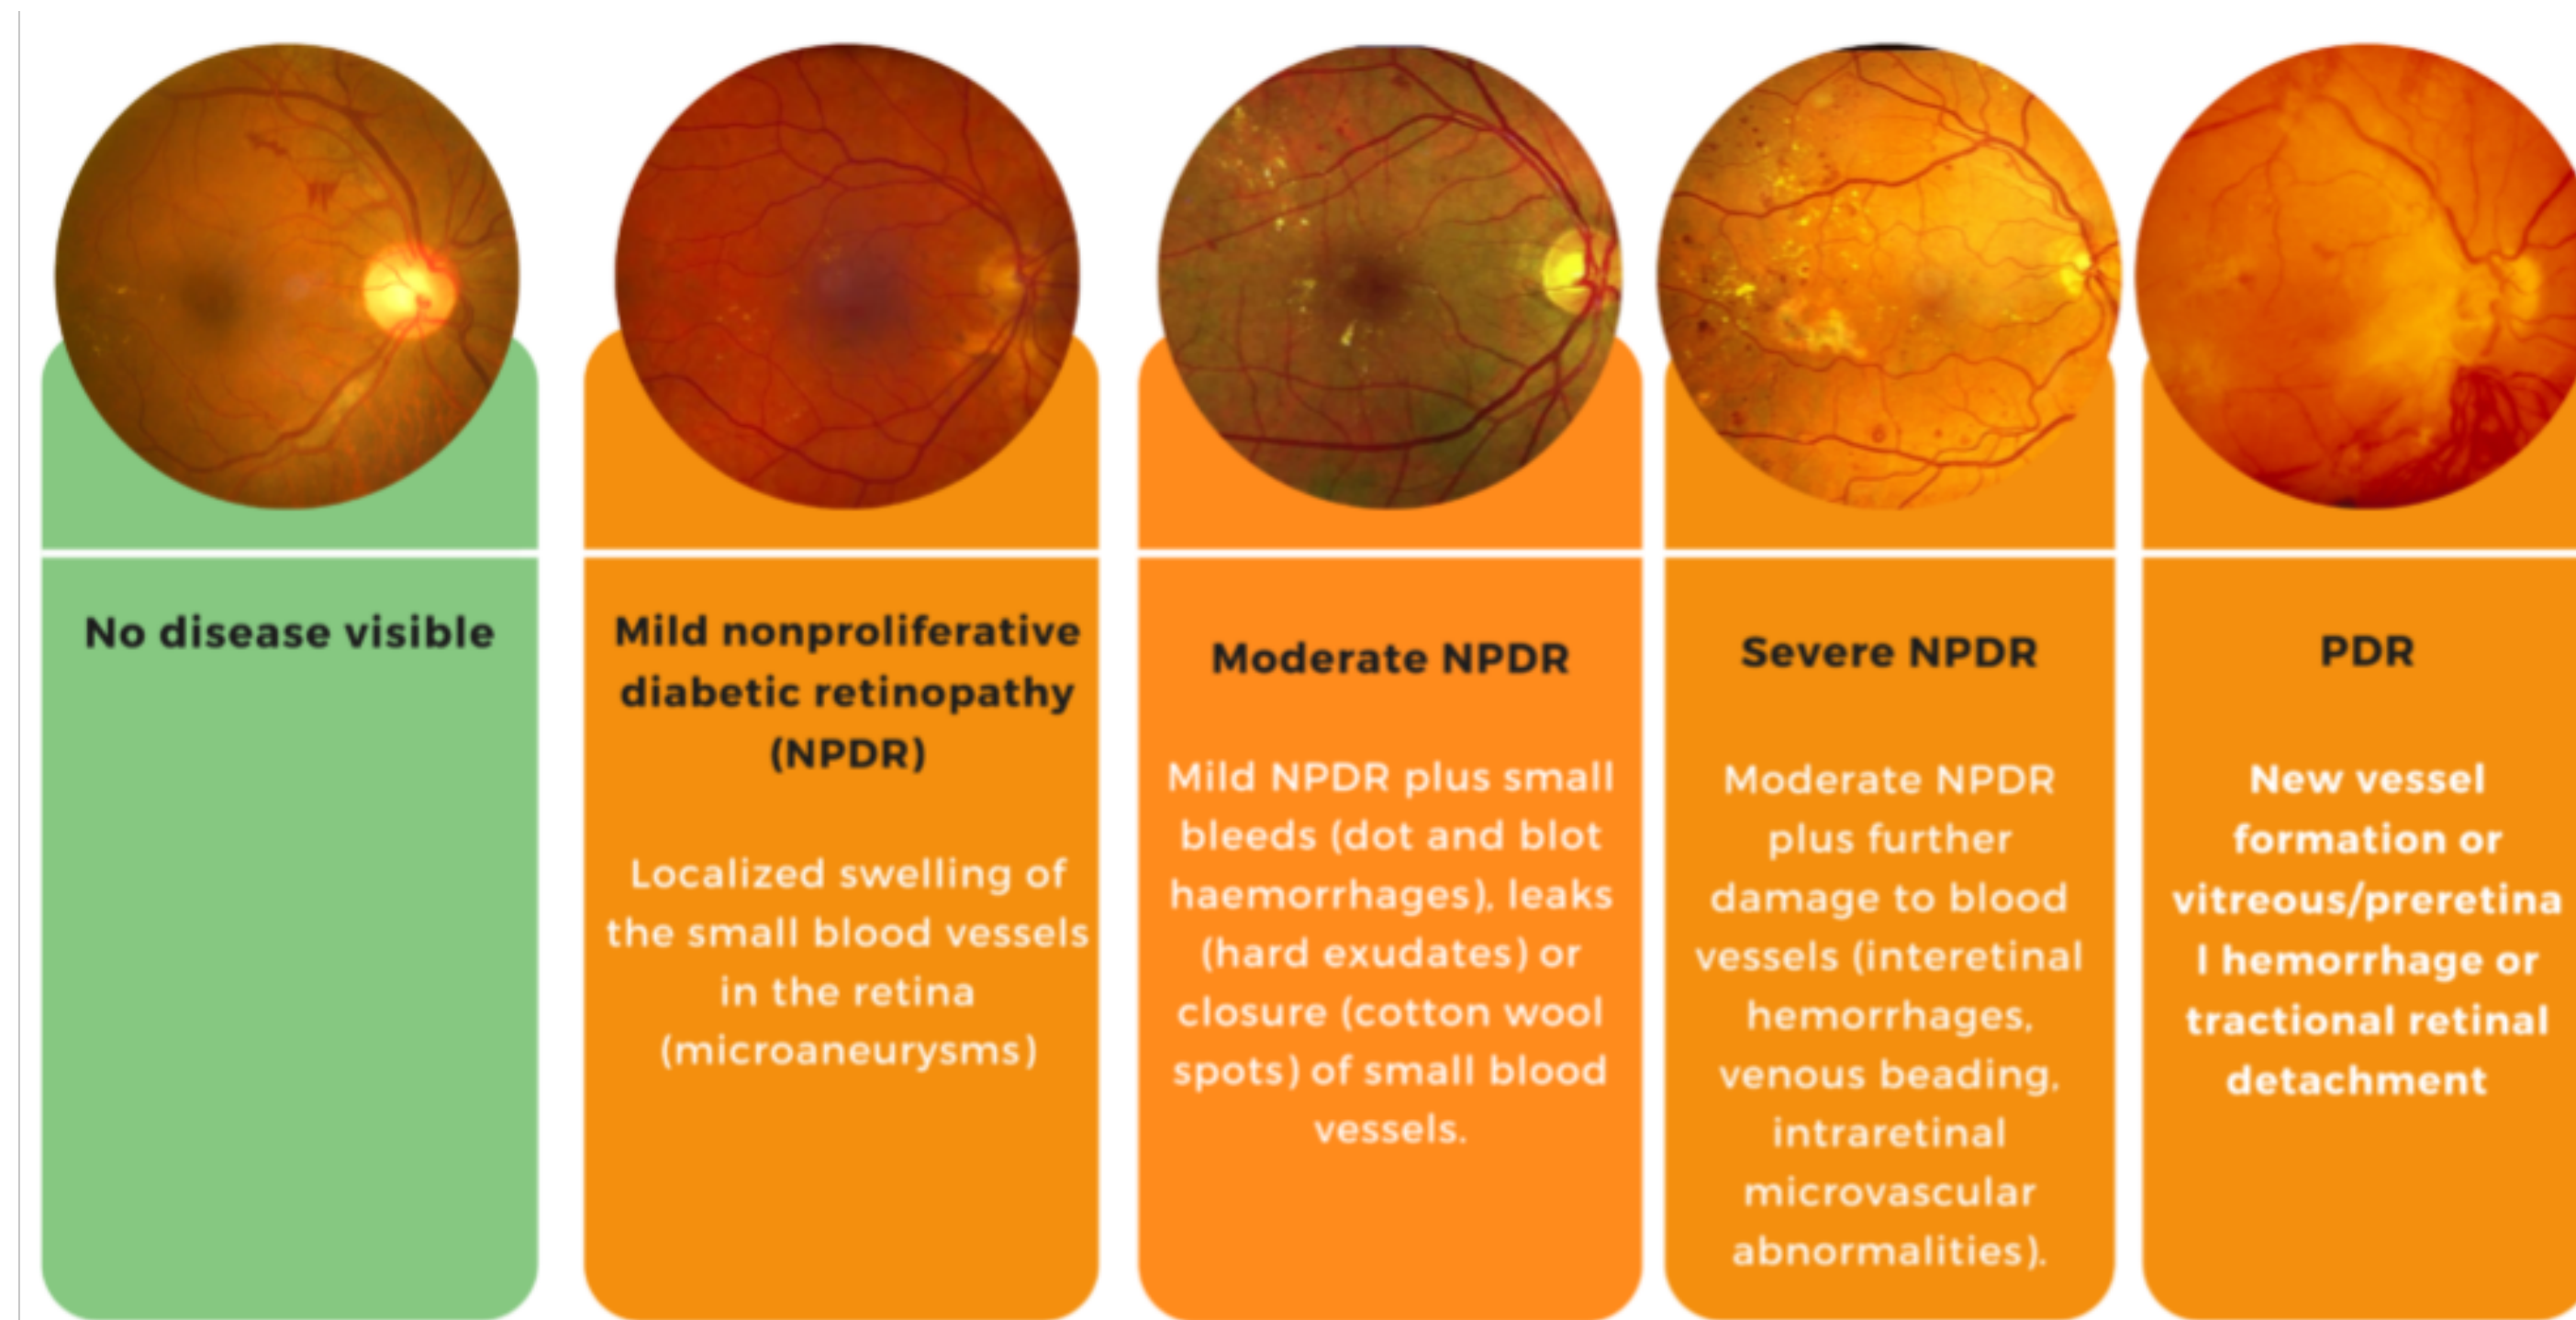 No disease visible
Mild nonproliferative
diabetic retinopathy
(NPDR)
Localized swelling of
the small blood vessels
in the retina
(microaneurysms)
Moderate NPDR
Mild NPDR plus small
bleeds (dot and blot
haemorrhages), leaks
(hard exudates) or
closure (cotton wool
spots) of small blood
vessels.
Severe NPDR
Moderate NPDR
plus further
damage to blood
vessels (interetinal
hemorrhages,
venous beading,
intraretinal
microvascular
abnormalities).
PDR
New vessel
formation or
vitreous/preretina
l hemorrhage or
tractional retinal
detachment